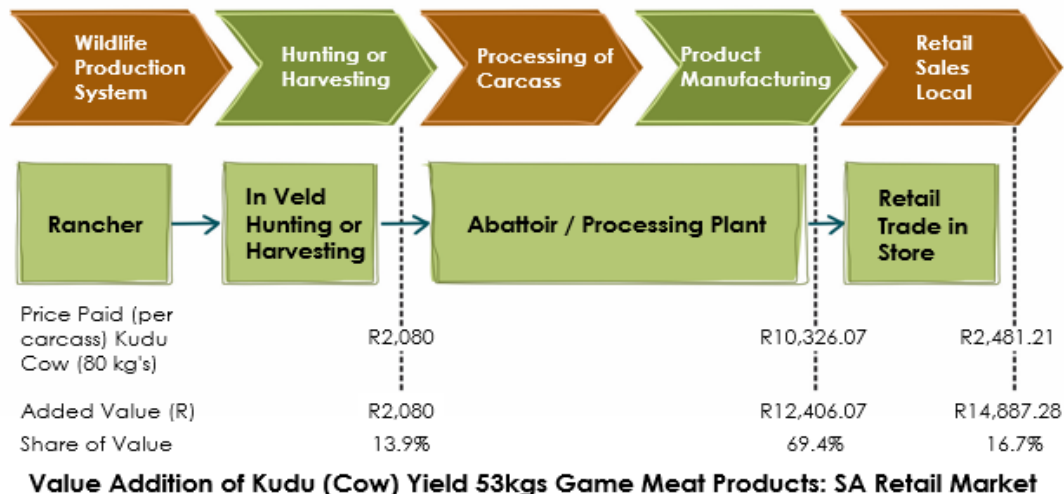 Wildlife
Production
System
Hunting or
Harvesting
Processing of
Carcass
Product
Manufacturing
Retail
Sales
Local
Rancher
In Veld
Hunting or
Harvesting
Abattoir / Processing Plant
Retail
Trade in
Store
Price Paid (per
carcass) Kudu
Cow (80 kg's)
R2,080
R10,326.07
R2,481.21
Added Value (R)
R2,080
R12,406.07
R14,887.28
Share of Value
13.9%
69.4%
16.7%
Value Addition of Kudu (Cow) Yield 53kgs Game Meat Products: SA Retail Market